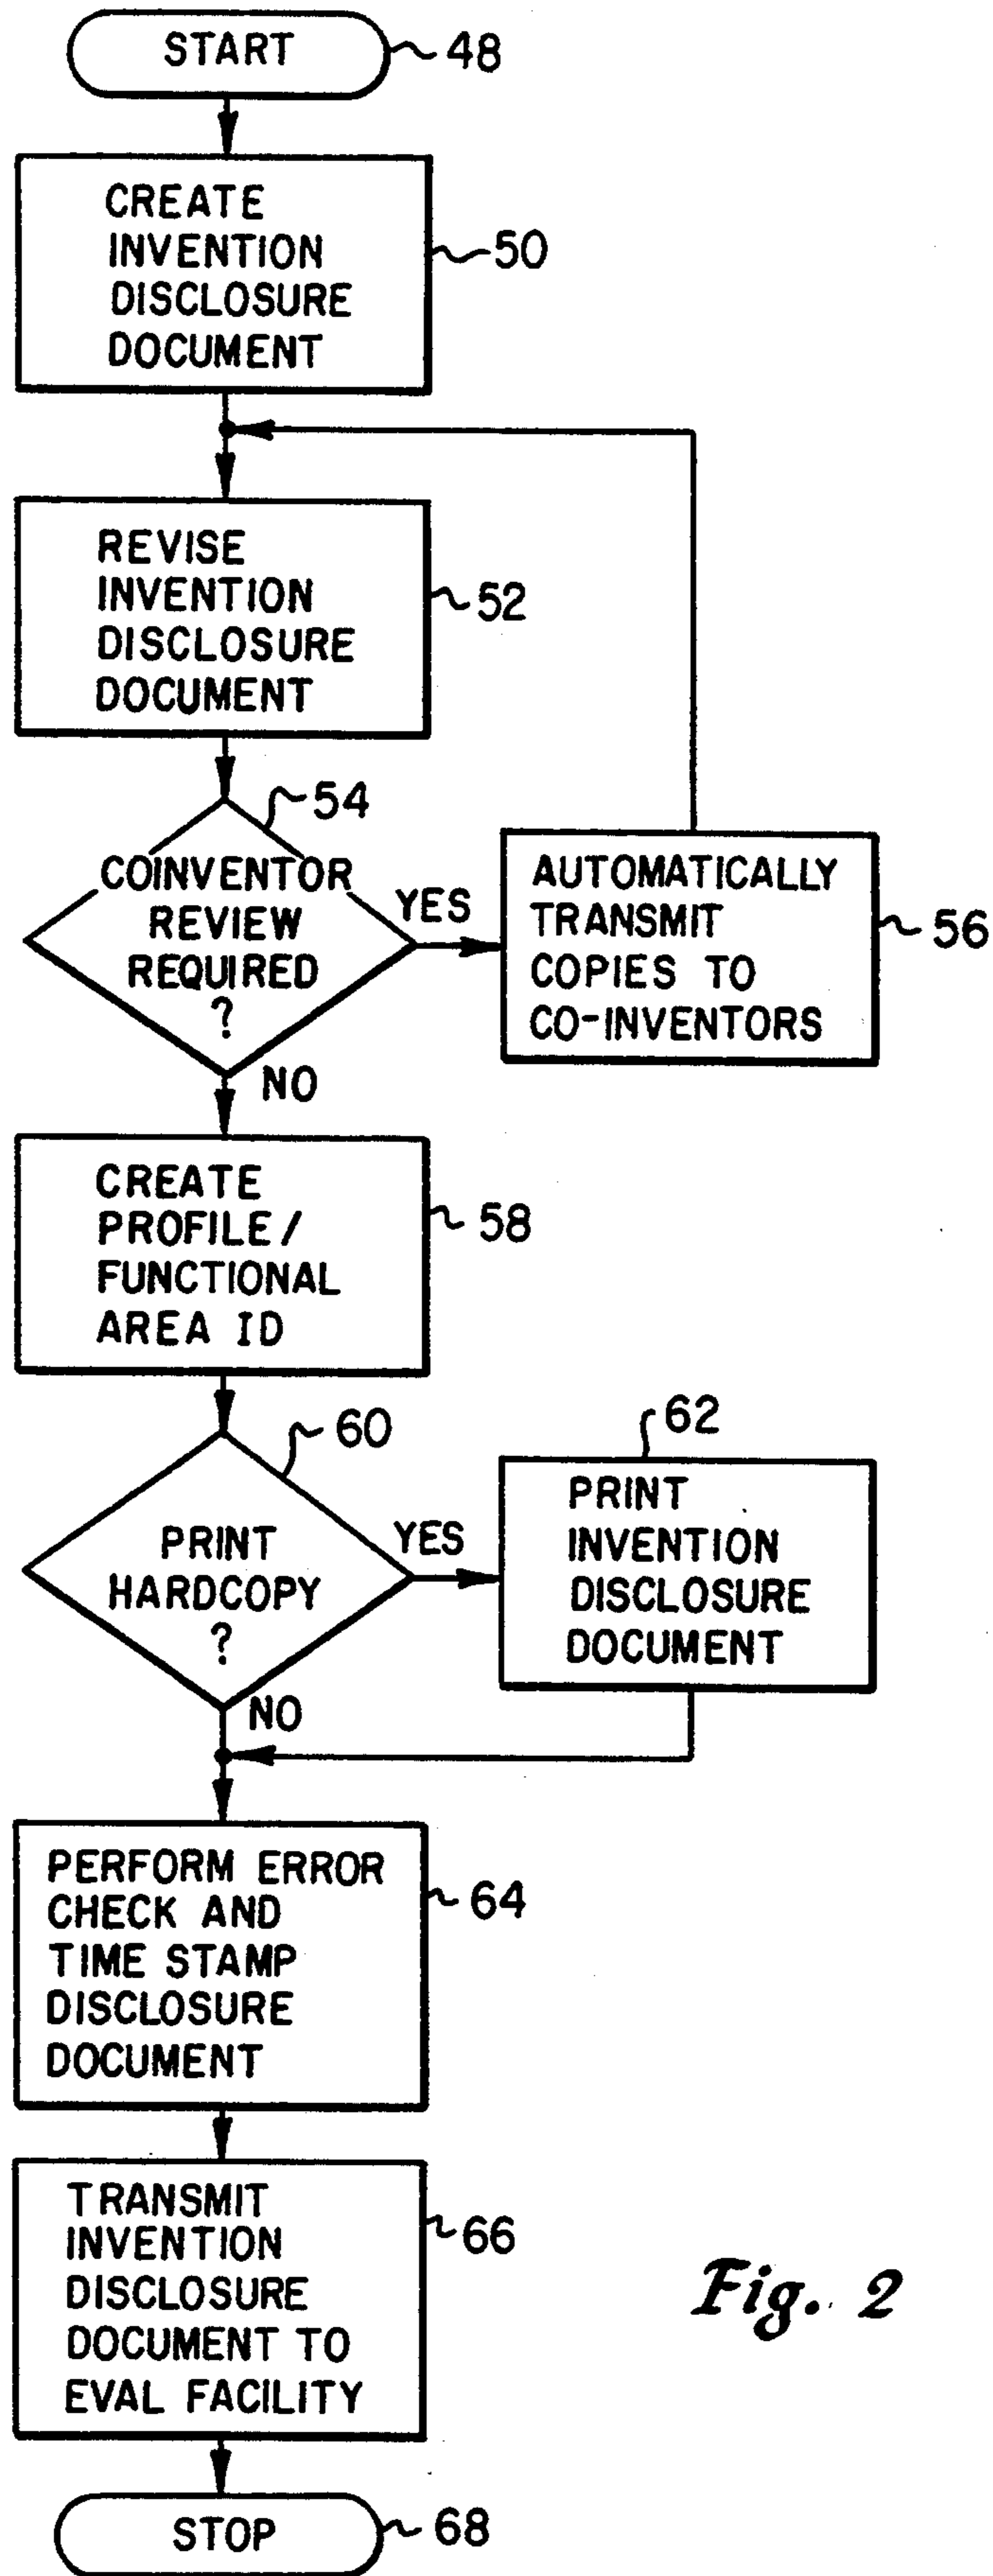 START
48
CREATE
INVENTION
DISCLOSURE
DOCUMENT
50
REVISE
INVENTION
DISCLOSURE
DOCUMENT
52
54
COINVENTOR
REVIEW
REQUIRED
?
YES
AUTOMATICALLY
TRANSMIT
COPIES TO
CO-INVENTORS
56
NO
CREATE
PROFILE/
FUNCTIONAL
AREA ID
58
60
PRINT
HARDCOPY
?
YES
62
PRINT
INVENTION
DISCLOSURE
DOCUMENT
NO
PERFORM ERROR
CHECK AND
TIME STAMP
DISCLOSURE
DOCUMENT
64
TRANSMIT
INVENTION
DISCLOSURE
DOCUMENT TO
EVAL FACILITY
66
Fig. 2
STOP
68